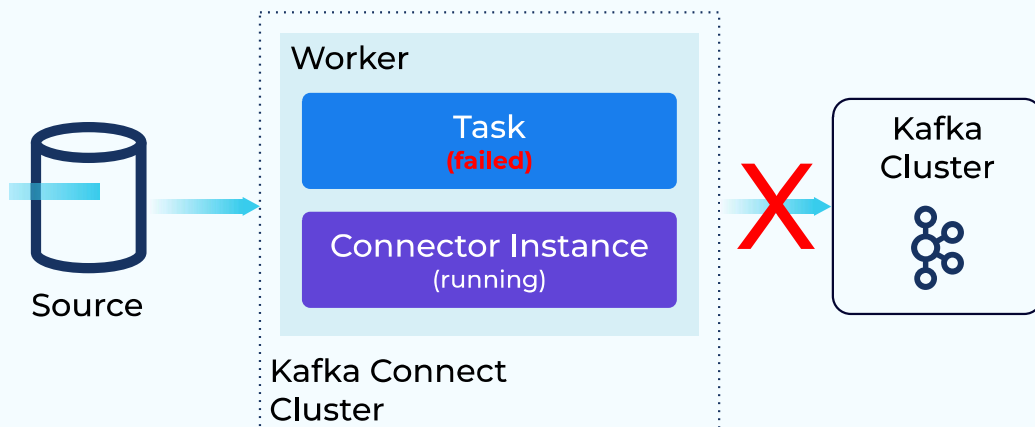 Worker
Task
(failed)
Connector Instance
(running)
Source
Kafka Connect
Cluster
Kafka
Cluster